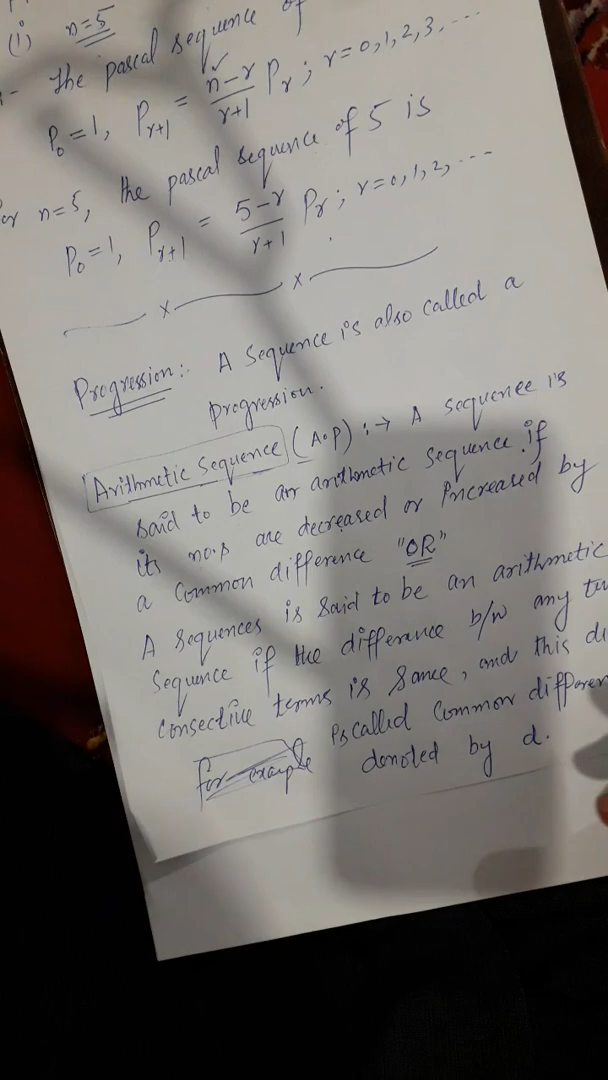 (i) n=5
The pascal sequence of
P₀=1, Pᵣ₊₁ = n-r/r+1 Pᵣ ; r=0,1,2,3,...
for n=5, the pascal sequence of 5 is
P₀=1, Pᵣ₊₁ = 5-r/r+1 Pᵣ ; r=0,1,2,...
x x
Progression:. A Sequence is also called a
progression.
Arithmetic Sequence (A.P) :→ A sequence is
said to be an arithmetic sequence if
its no.s are decreased or increased by
a common difference "OR"
A sequences is said to be an arithmetic
Sequence if the difference b/w any
consective terms is same, and this
for example is called Common
denoted by d.